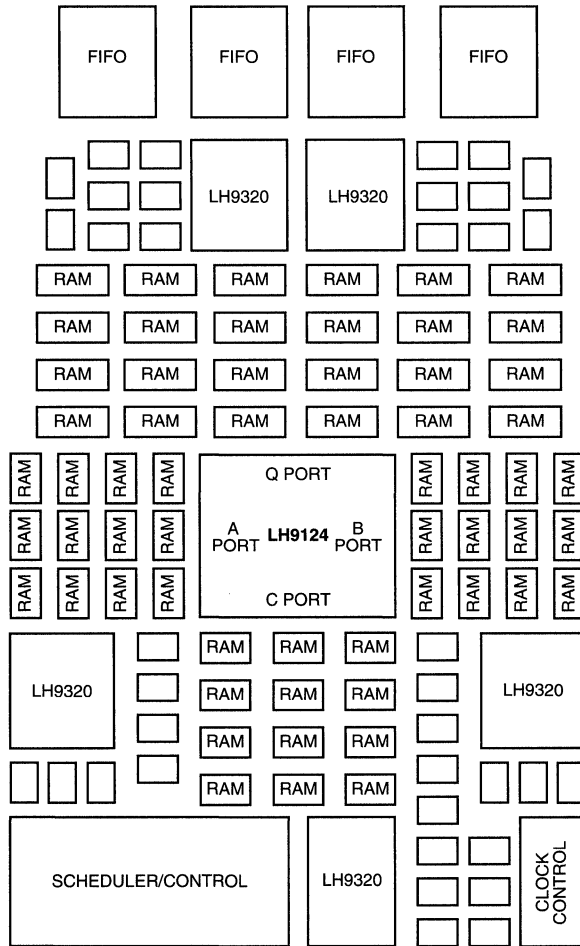 FIFO FIFO FIFO FIFO
LH9320 LH9320
RAM RAM RAM RAM RAM RAM
RAM RAM RAM RAM RAM RAM
RAM RAM RAM RAM RAM RAM
RAM RAM RAM RAM RAM RAM
RAM RAM RAM RAM
RAM RAM RAM RAM
RAM RAM RAM RAM
Q PORT
A
PORT
LH9124
B
PORT
C PORT
RAM RAM RAM RAM
RAM RAM RAM RAM
RAM RAM RAM RAM
LH9320
RAM RAM RAM
RAM RAM RAM
RAM RAM RAM
RAM RAM RAM
LH9320
SCHEDULER/CONTROL
LH9320
CLOCK
CONTROL